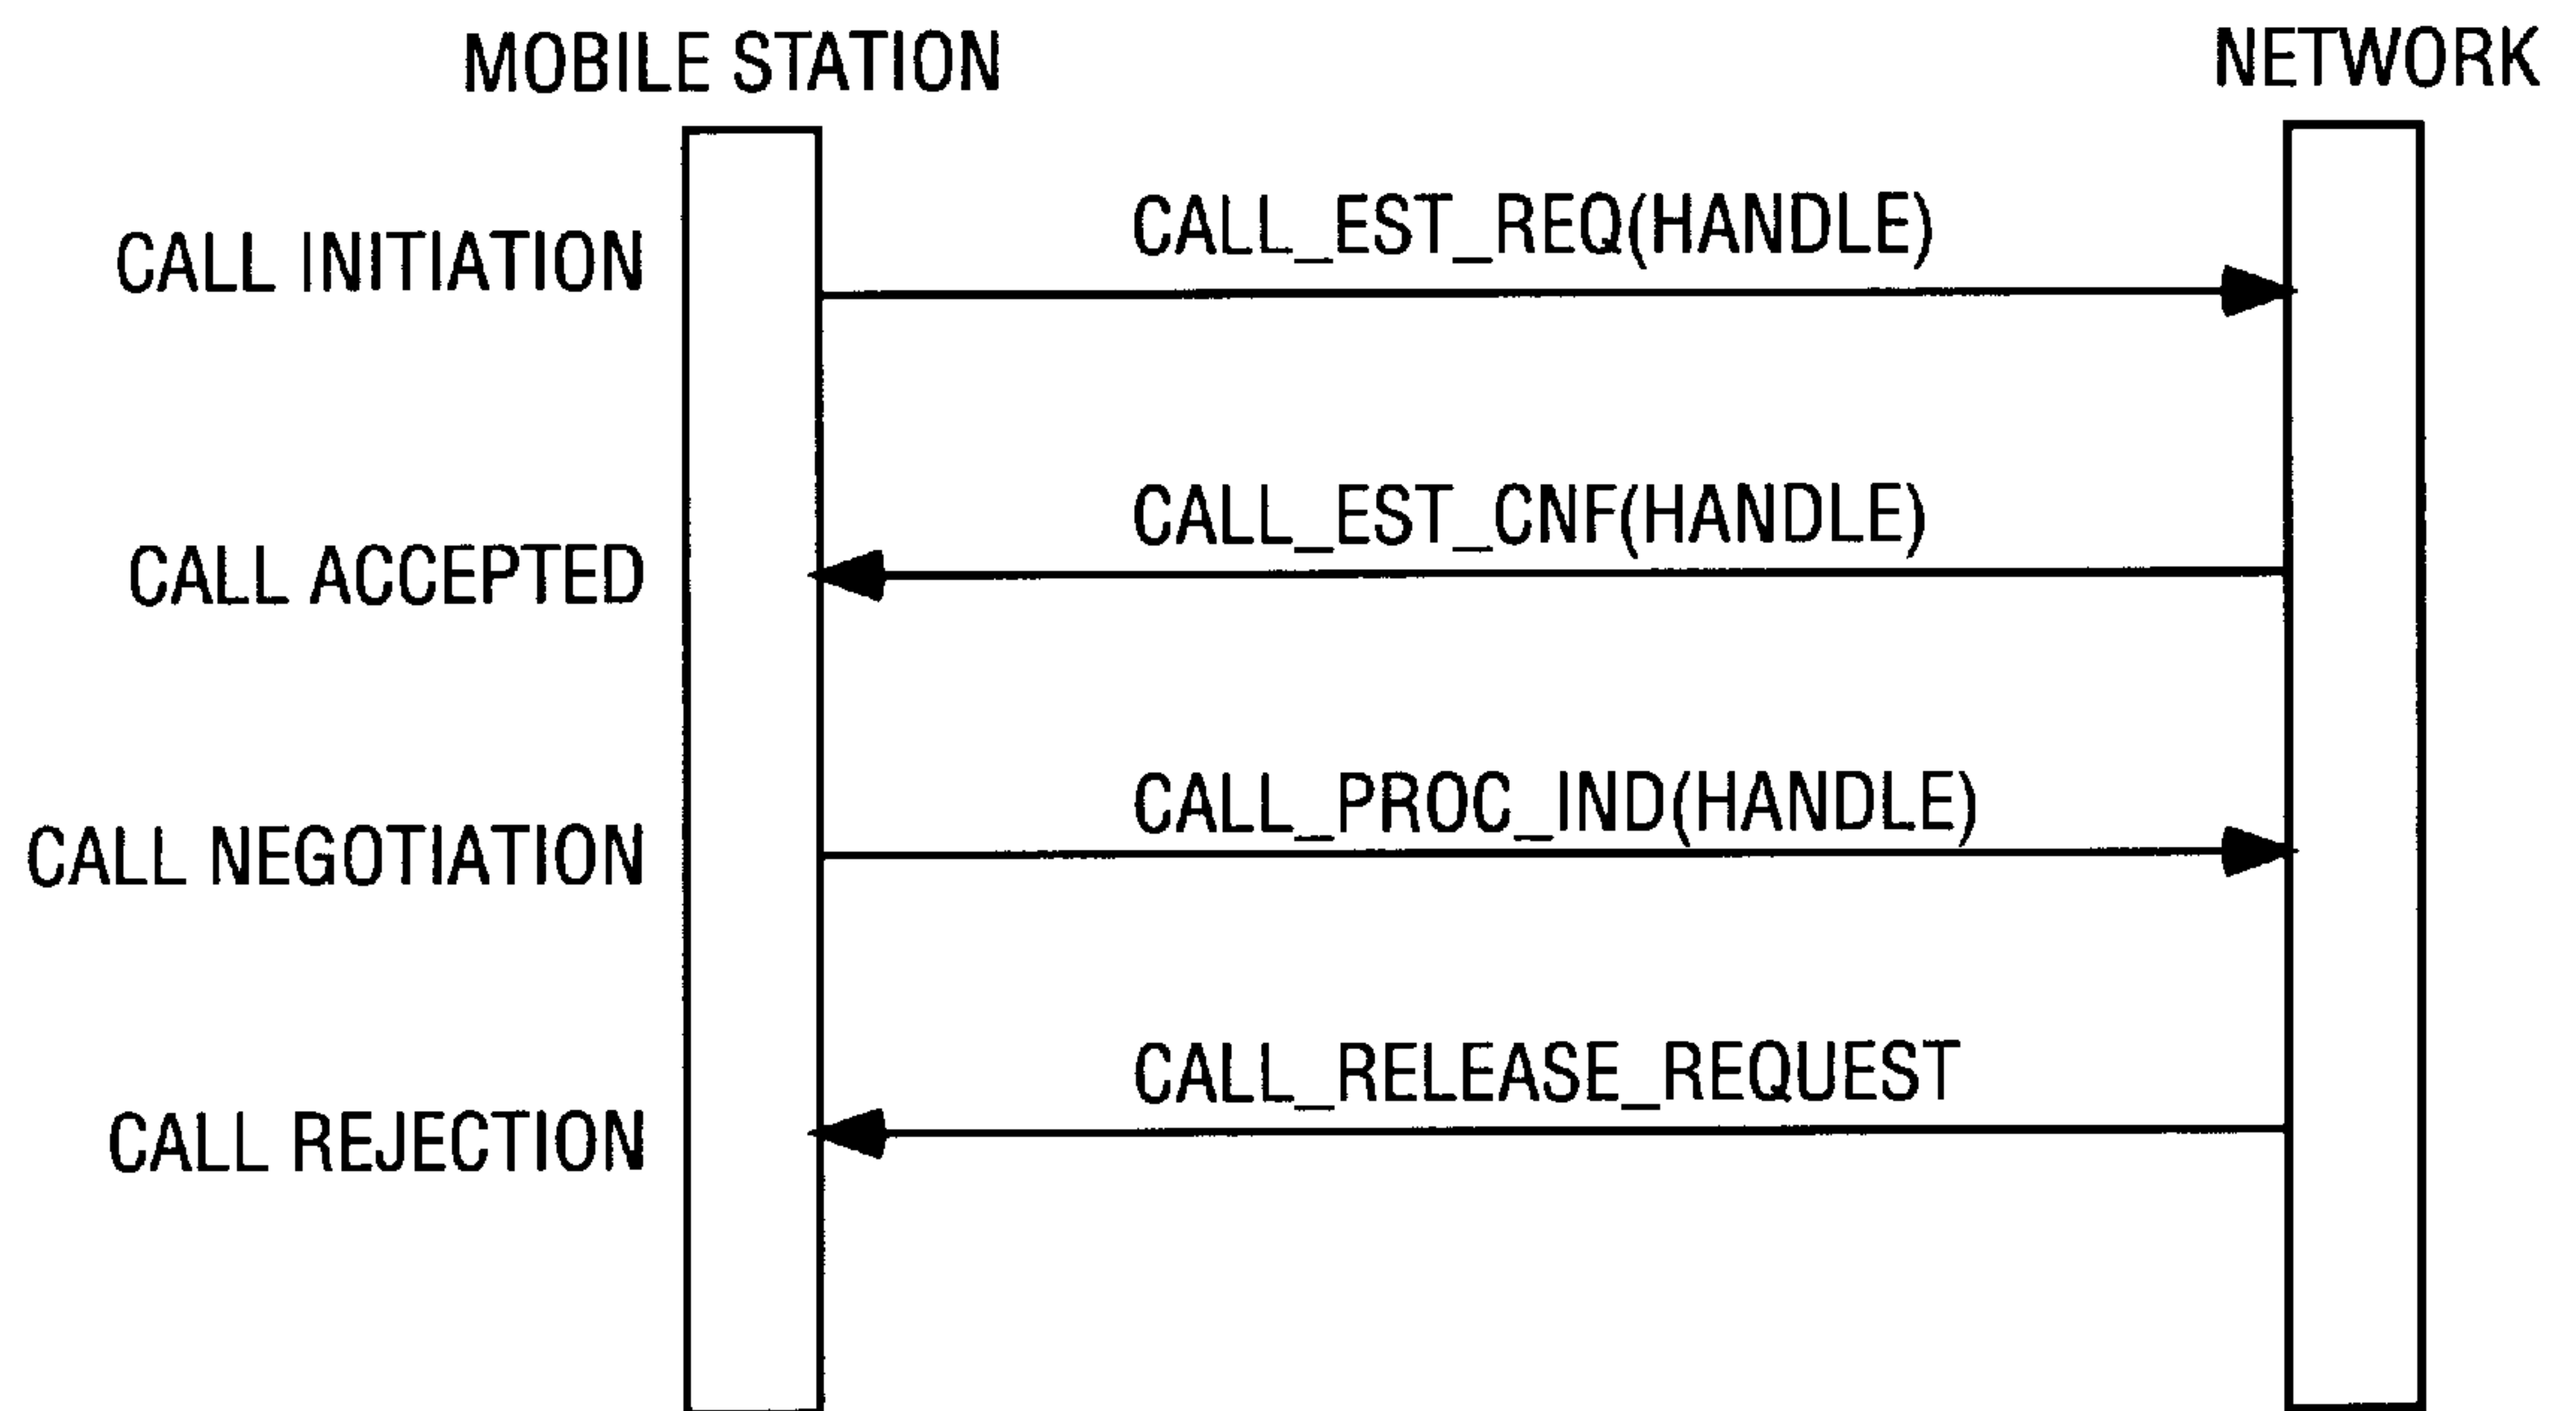 MOBILE STATION
NETWORK
CALL INITIATION
CALL_EST_REQ(HANDLE)
CALL ACCEPTED
CALL_EST_CNF(HANDLE)
CALL NEGOTIATION
CALL_PROC_IND(HANDLE)
CALL REJECTION
CALL_RELEASE_REQUEST